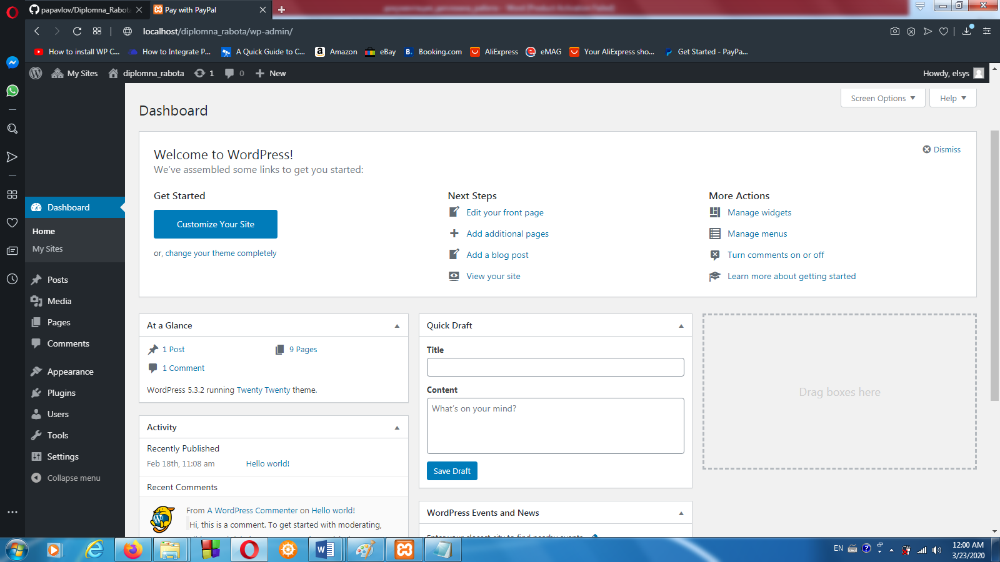 papavlov/Diplomna_Rabota
Pay with PayPal
localhost/diplomna_rabota/wp-admin/
How to install WP C...
How to Integrate P...
A Quick Guide to C...
Amazon
eBay
Booking.com
AliExpress
eMAG
Your AliExpress sho...
Get Started - PayPa...
My Sites
diplomna_rabota
1
0
New
Howdy, elsys
Screen Options
Help
Dashboard
Welcome to WordPress!
We've assembled some links to get you started:
Dismiss
Get Started
Customize Your Site
or, change your theme completely
Next Steps
Edit your front page
Add additional pages
Add a blog post
View your site
More Actions
Manage widgets
Manage menus
Turn comments on or off
Learn more about getting started
Dashboard
Home
My Sites
Posts
Media
Pages
Comments
Appearance
Plugins
Users
Tools
Settings
Collapse menu
At a Glance
1 Post
9 Pages
1 Comment
WordPress 5.3.2 running Twenty Twenty theme.
Activity
Recently Published
Feb 18th, 11:08 am
Hello world!
Recent Comments
From A WordPress Commenter on Hello world!
Hi, this is a comment. To get started with moderating,
Quick Draft
Title
Content
What's on your mind?
Save Draft
WordPress Events and News
Enter your closest city to find nearby events.
Drag boxes here
EN
12:00 AM
3/23/2020